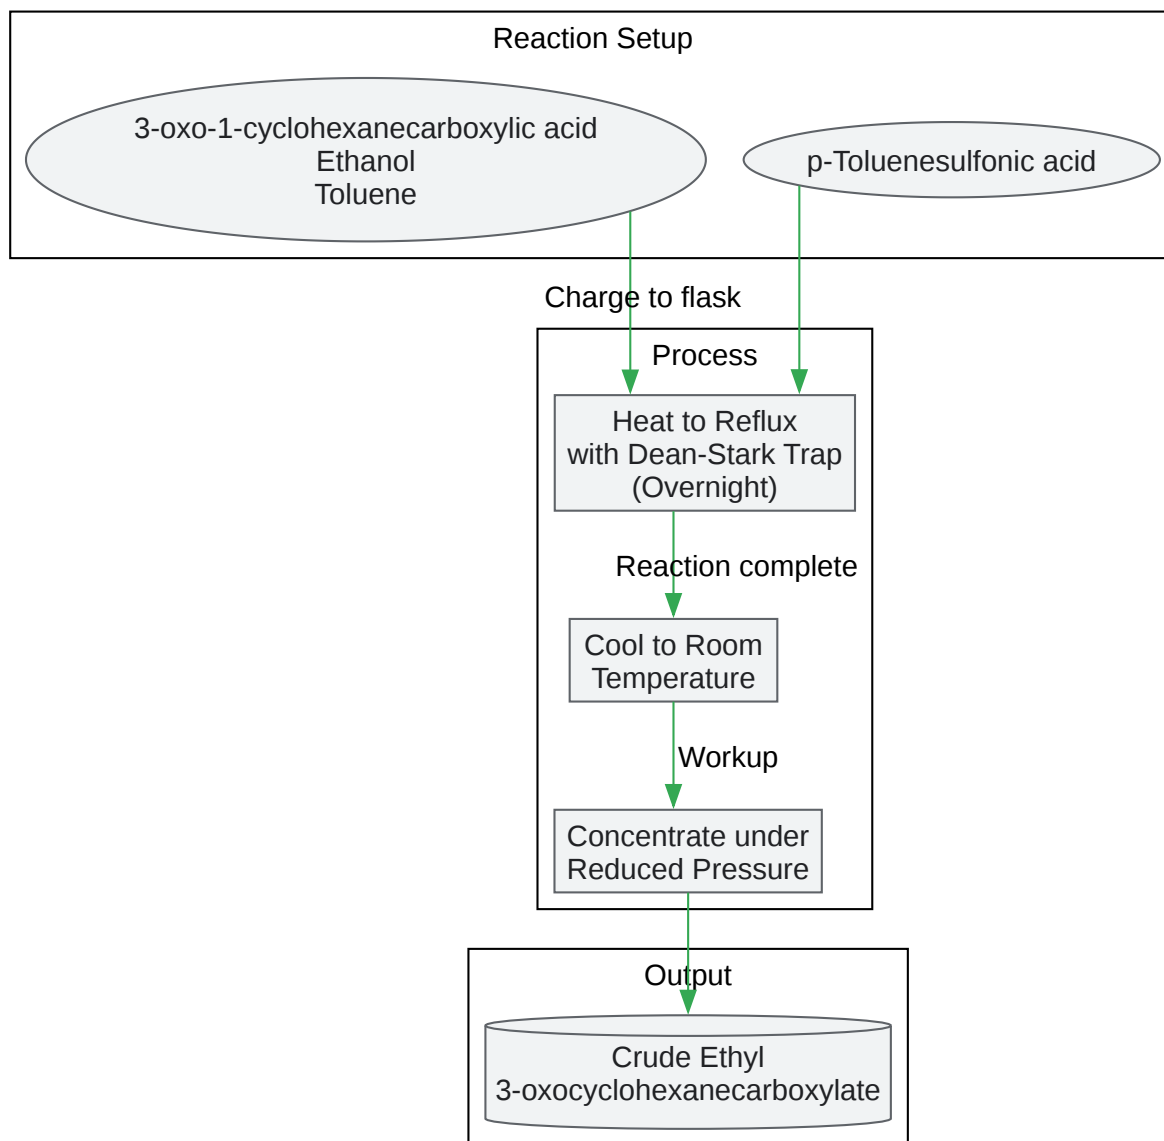 Reaction Setup
3-oxo-1-cyclohexanecarboxylic acid
Ethanol
Toluene
p-Toluenesulfonic acid
Charge to flask
Process
Heat to Reflux
with Dean-Stark Trap
(Overnight)
Reaction complete
Cool to Room
Temperature
Workup
Concentrate under
Reduced Pressure
Output
Crude Ethyl
3-oxocyclohexanecarboxylate